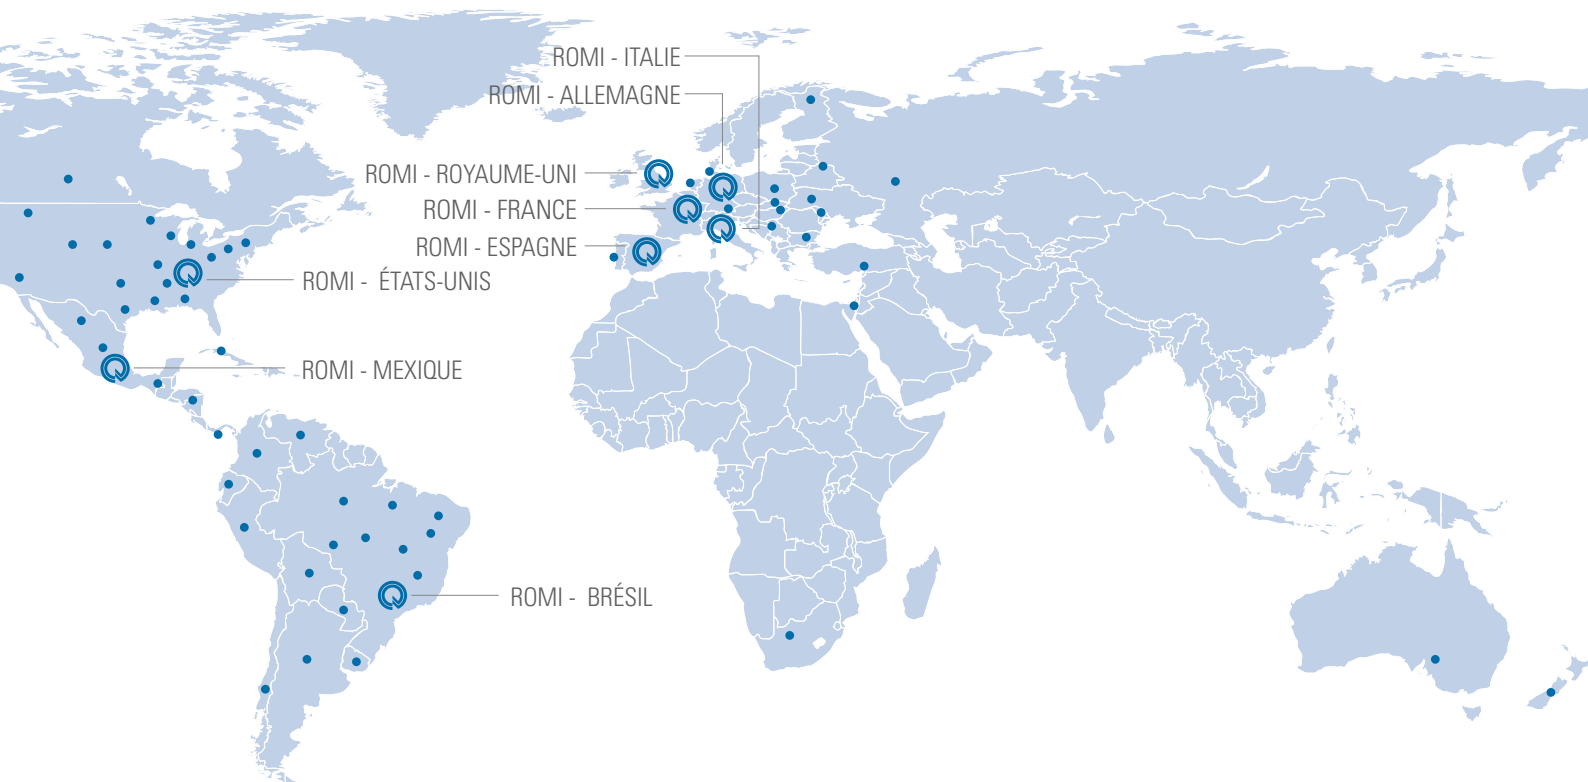 ROMI - ITALIE
ROMI - ALLEMAGNE
ROMI - ROYAUME-UNI
ROMI - FRANCE
ROMI - ESPAGNE
ROMI - ÉTATS-UNIS
ROMI - MEXIQUE
ROMI - BRÉSIL